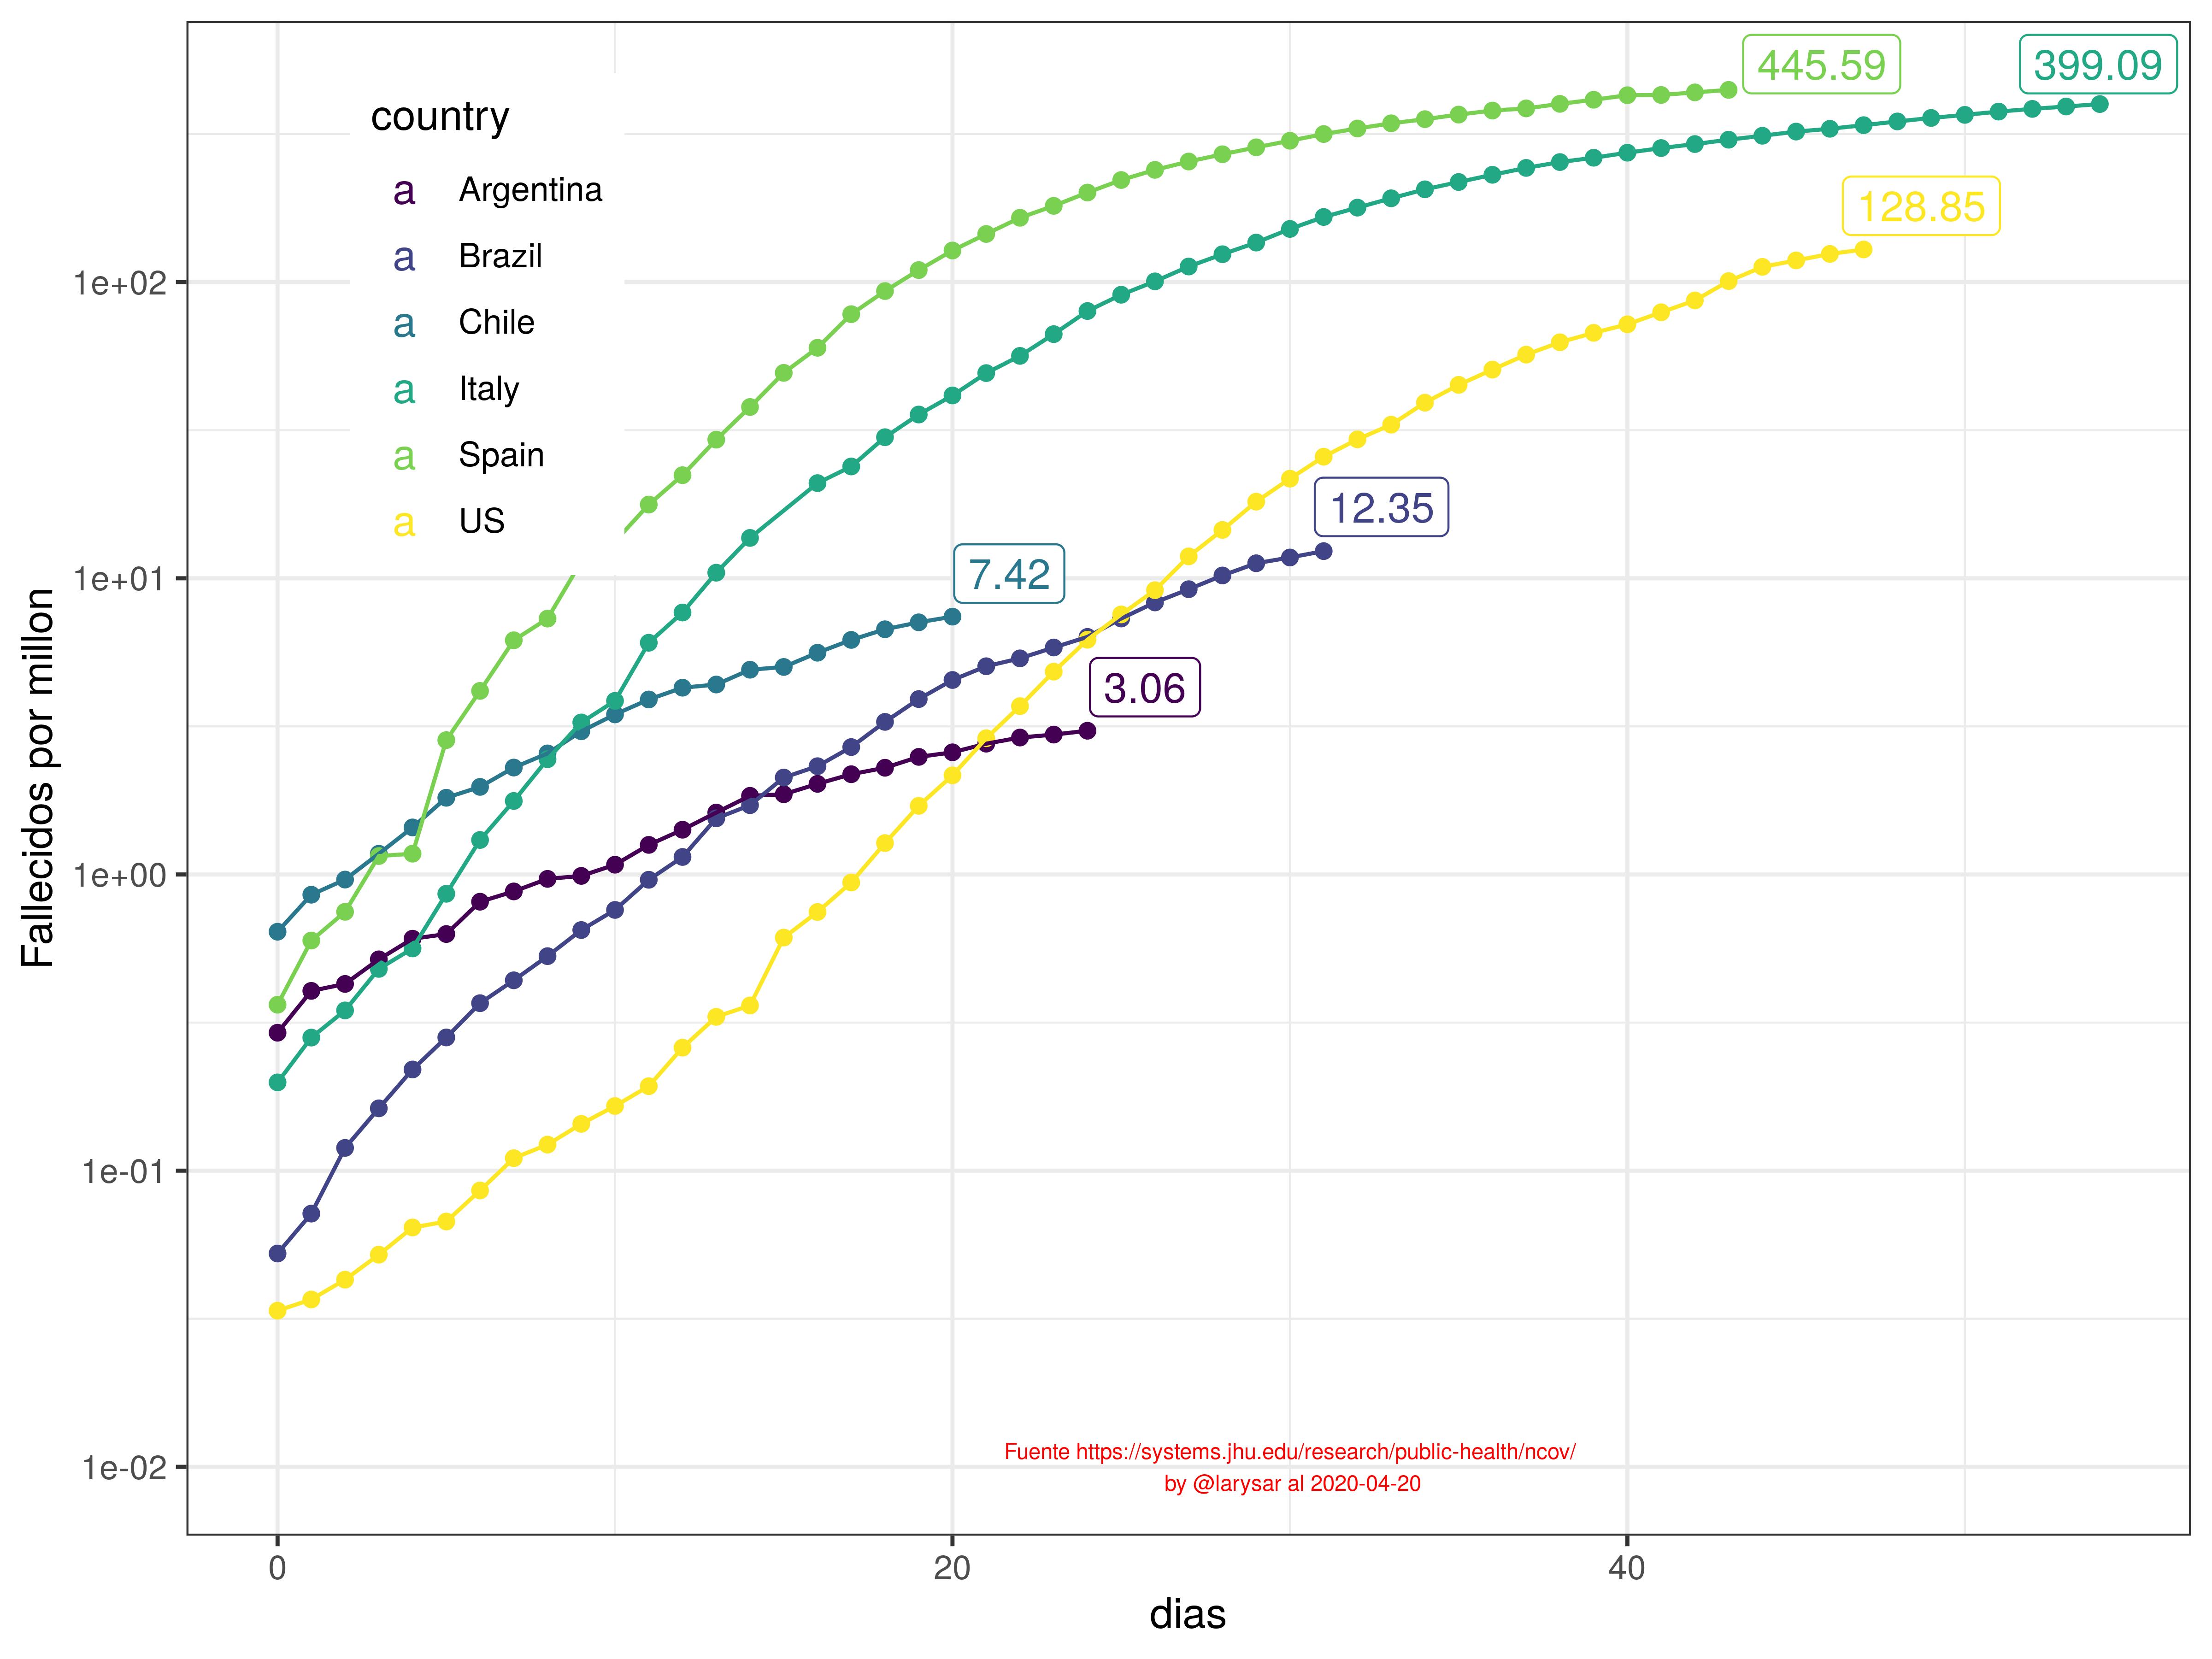 445.59
399.09
country
a Argentina
a Brazil
a Chile
a Italy
a Spain
a US
128.85
12.35
7.42
3.06
1e+02
1e+01
1e+00
1e-01
1e-02
Fallecidos por millon
Fuente https://systems.jhu.edu/research/public-health/ncov/
by @larysar al 2020-04-20
0 20 40
dias